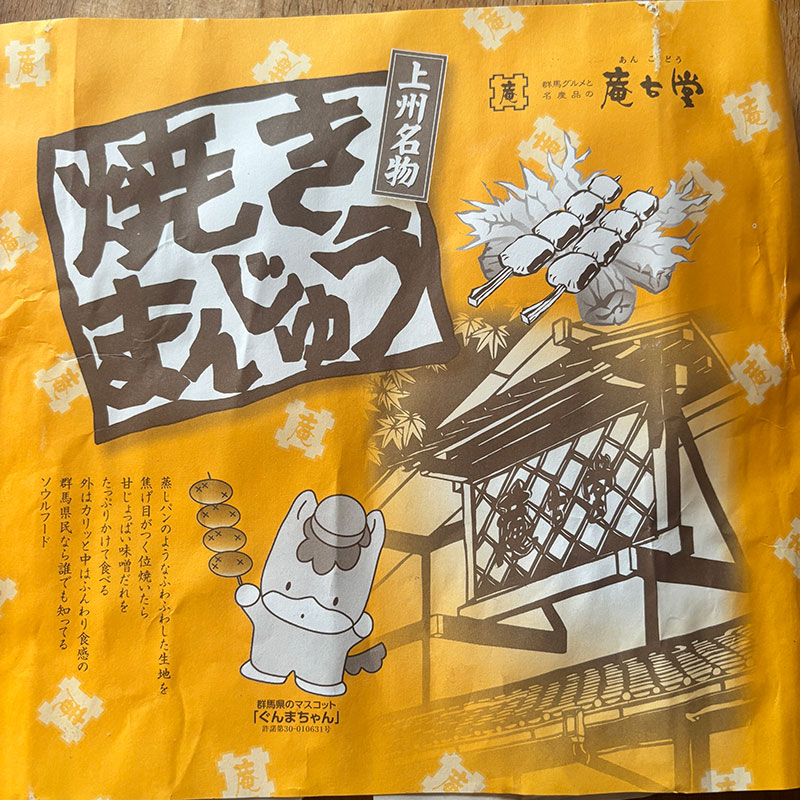 上州名物
焼き
まんじゅう
庵
群馬グルメと
名産品の
あんこどう
庵古堂
庵古堂
蒸しパンのようなふわふわした生地を
焦げ目がつく位焼いたら
甘じょっぱい味噌だれを
たっぷりかけて食べる
外はカリッと中はふんわり食感の
群馬県民なら誰でも知ってる
ソウルフード
群馬県のマスコット
「ぐんまちゃん」
許諾第30-010631号